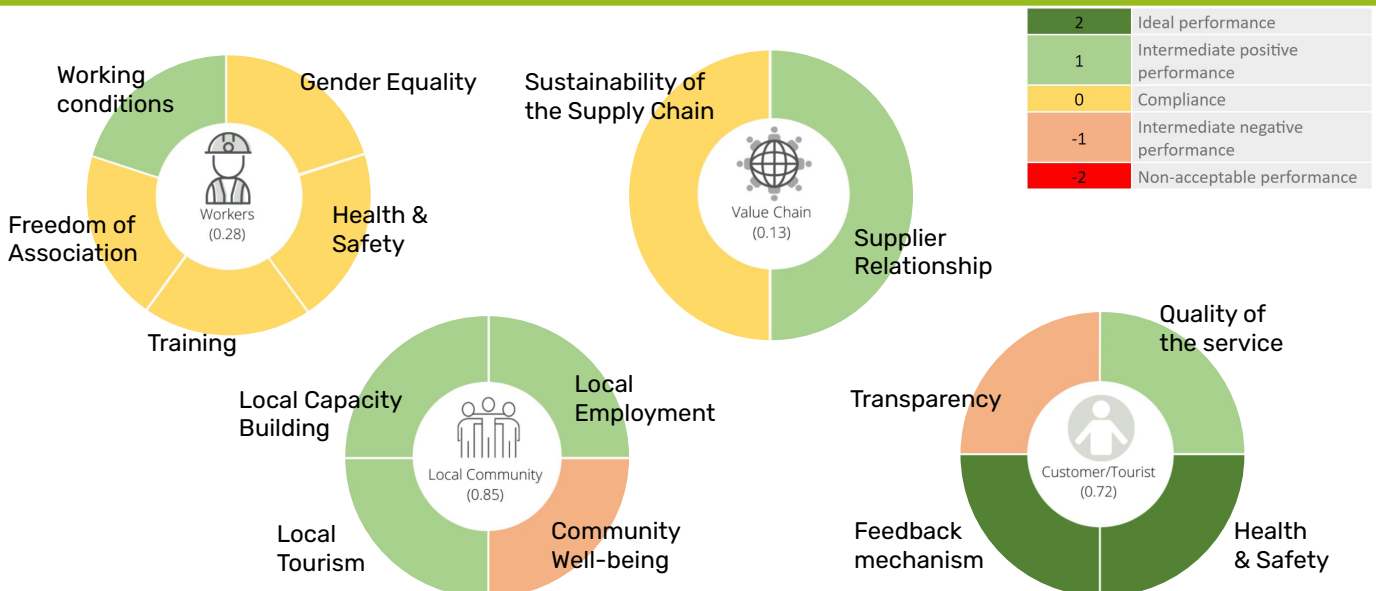 2 Ideal performance
1 Intermediate positive
performance
0 Compliance
-1 Intermediate negative
performance
-2 Non-acceptable performance
Working
conditions
Gender Equality
Workers
(0.28)
Freedom of
Association
Health &
Safety
Training
Sustainability of
the Supply Chain
Value Chain
(0.13)
Supplier
Relationship
Local Capacity
Building
Local
Employment
Local Community
(0.85)
Local
Tourism
Community
Well-being
Quality of
the service
Transparency
Customer/Tourist
(0.72)
Feedback
mechanism
Health
& Safety